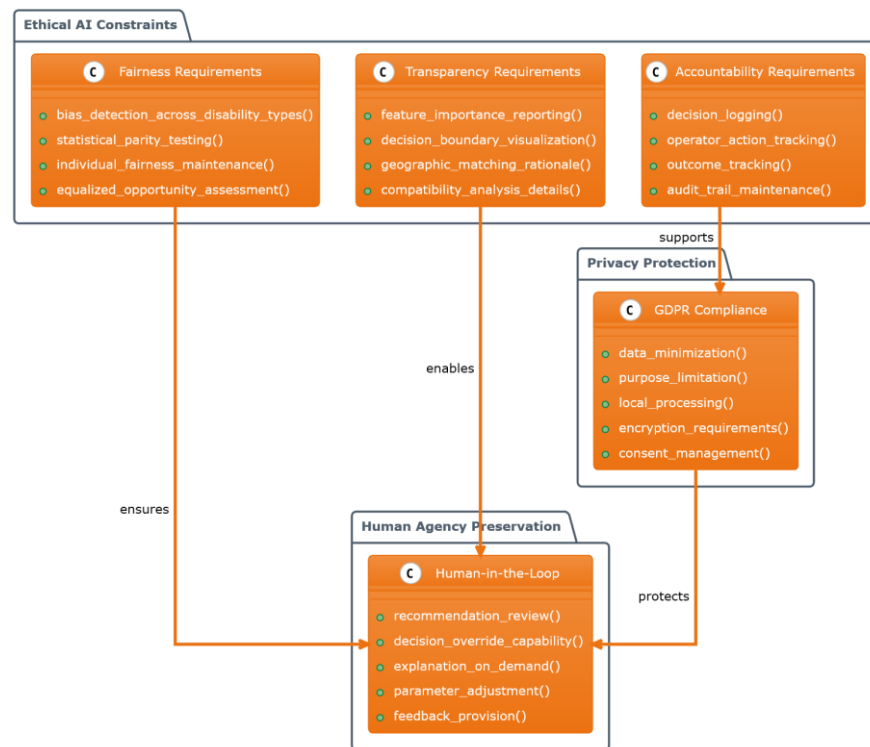 Ethical AI Constraints
C Fairness Requirements
bias_detection_across_disability_types()
statistical_parity_testing()
individual_fairness_maintenance()
equalized_opportunity_assessment()
C Transparency Requirements
feature_importance_reporting()
decision_boundary_visualization()
geographic_matching_rationale()
compatibility_analysis_details()
C Accountability Requirements
decision_logging()
operator_action_tracking()
outcome_tracking()
audit_trail_maintenance()
supports
Privacy Protection
C GDPR Compliance
data_minimization()
purpose_limitation()
local_processing()
encryption_requirements()
consent_management()
enables
ensures
Human Agency Preservation
C Human-in-the-Loop
recommendation_review()
decision_override_capability()
explanation_on_demand()
parameter_adjustment()
feedback_provision()
protects